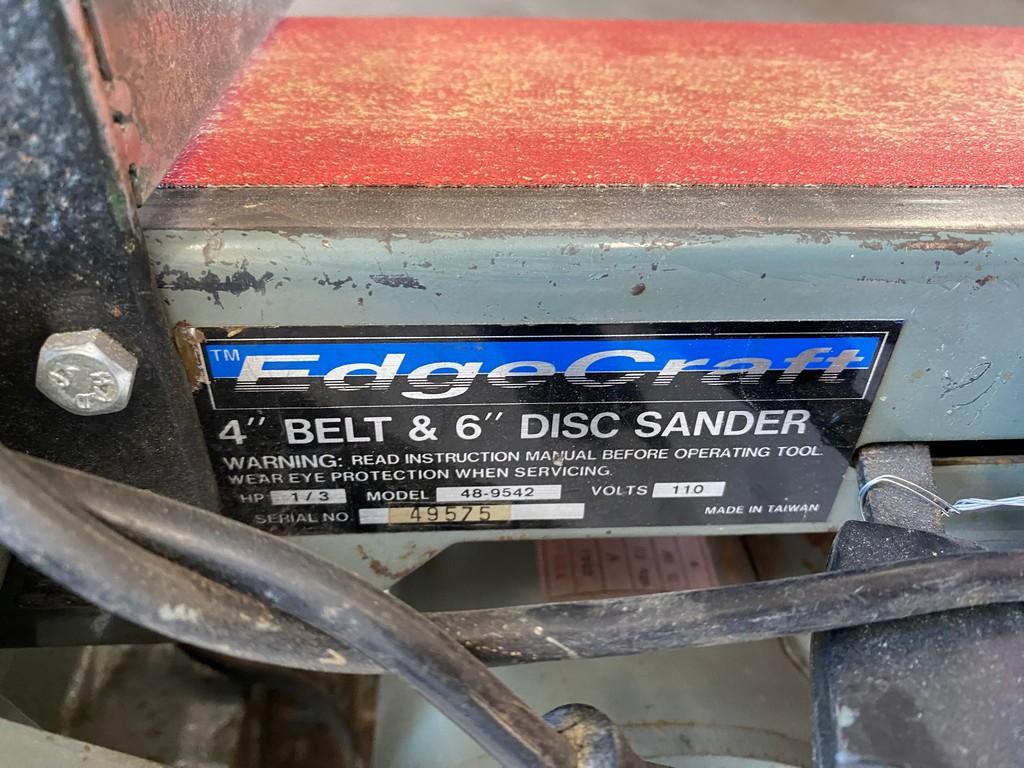 ™ EdgeCraft
4" BELT & 6" DISC SANDER
WARNING: READ INSTRUCTION MANUAL BEFORE OPERATING TOOL.
WEAR EYE PROTECTION WHEN SERVICING.
HP 1/3 MODEL 48-9542 VOLTS 110
SERIAL NO. 49575 MADE IN TAIWAN